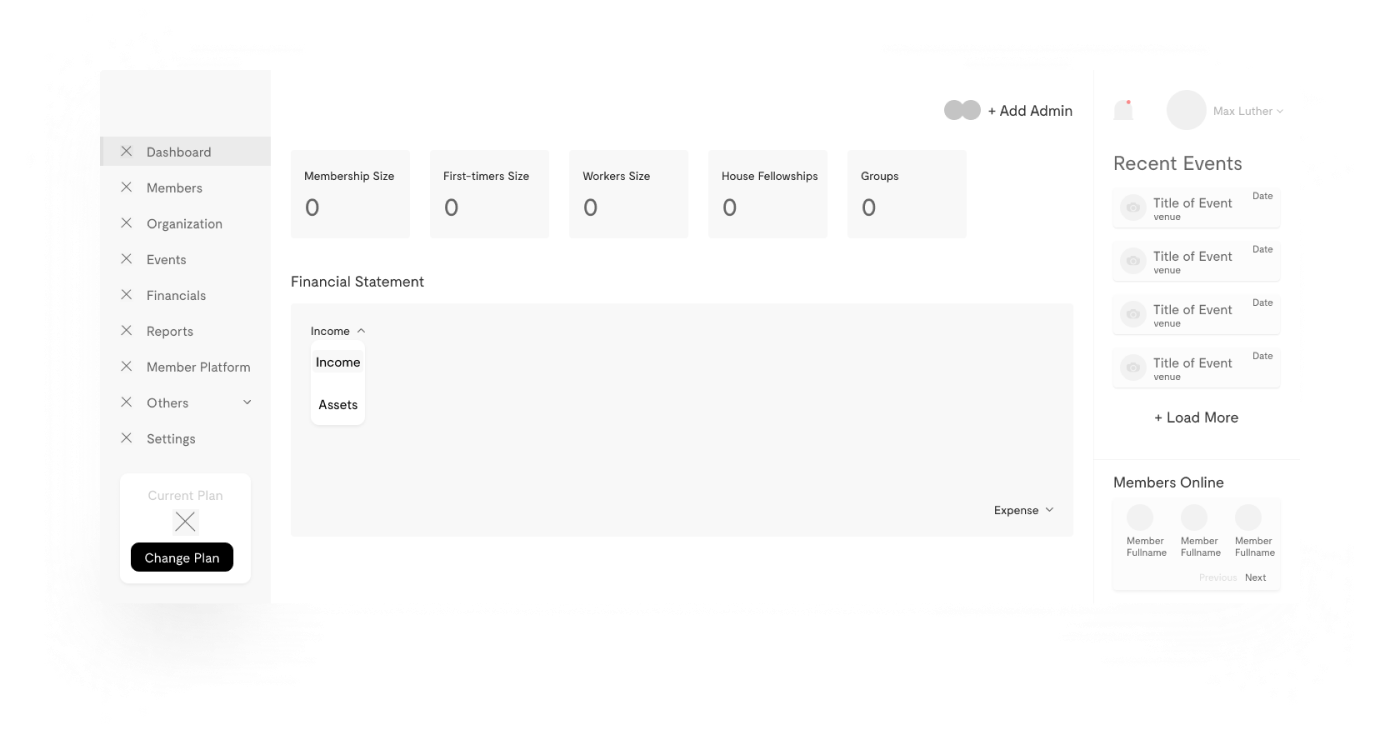 Dashboard
Members
Organization
Events
Financials
Reports
Member Platform
Others
Settings
Current Plan
Change Plan
+ Add Admin
Membership Size
0
First-timers Size
0
Workers Size
0
House Fellowships
0
Groups
0
Financial Statement
Income
Income
Assets
Expense
Max Luther
Recent Events
Title of Event
Date
venue
Title of Event
Date
venue
Title of Event
Date
venue
Title of Event
Date
venue
+ Load More
Members Online
Member
Fullname
Member
Fullname
Member
Fullname
Previous Next